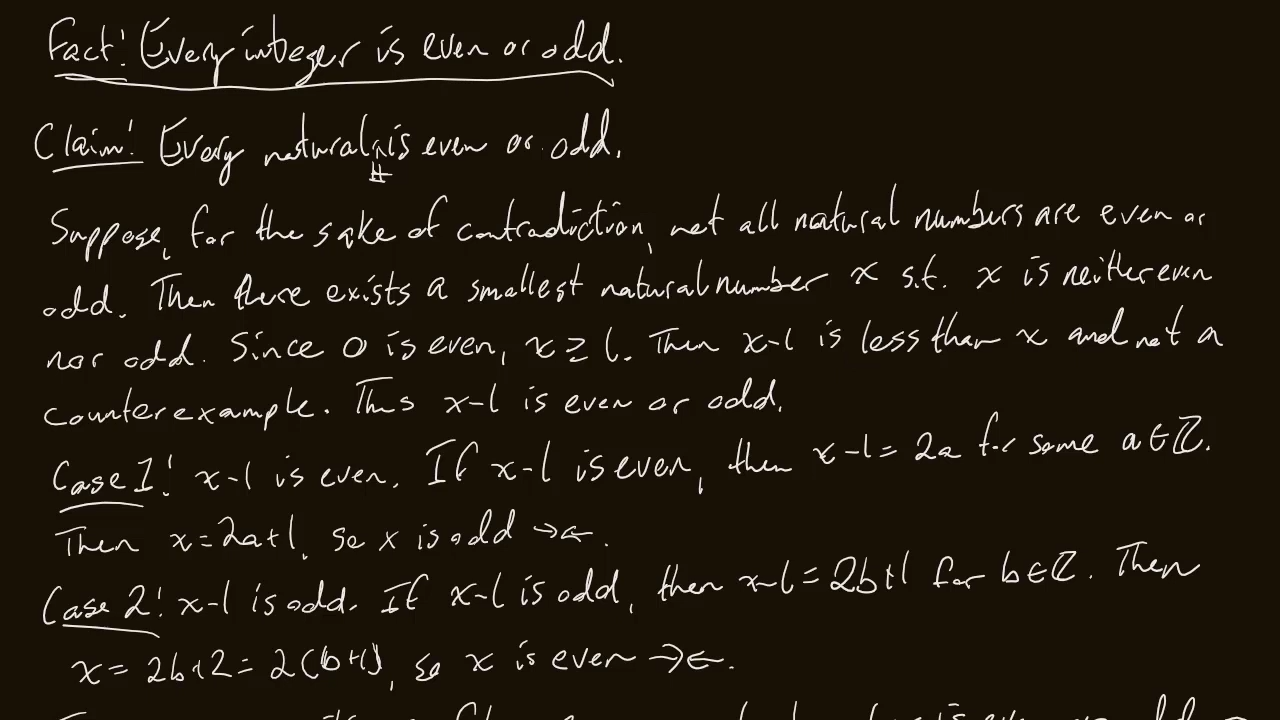 Fact: Every integer is even or odd.
Claim: Every natural # is even or odd.
Suppose, for the sake of contradiction, not all natural numbers are even or
odd. Then there exists a smallest natural number x s.t. x is neither even
nor odd. Since 0 is even, x ≥ 1. Then x-1 is less than x and not a
counterexample. Thus x-1 is even or odd.
Case 1: x-1 is even. If x-1 is even, then x-1 = 2a for some a ∈ ℤ.
Then x = 2a+1, so x is odd →←.
Case 2: x-1 is odd. If x-1 is odd, then x-1 = 2b+1 for b ∈ ℤ. Then
x = 2b+2 = 2(b+1), so x is even →←.